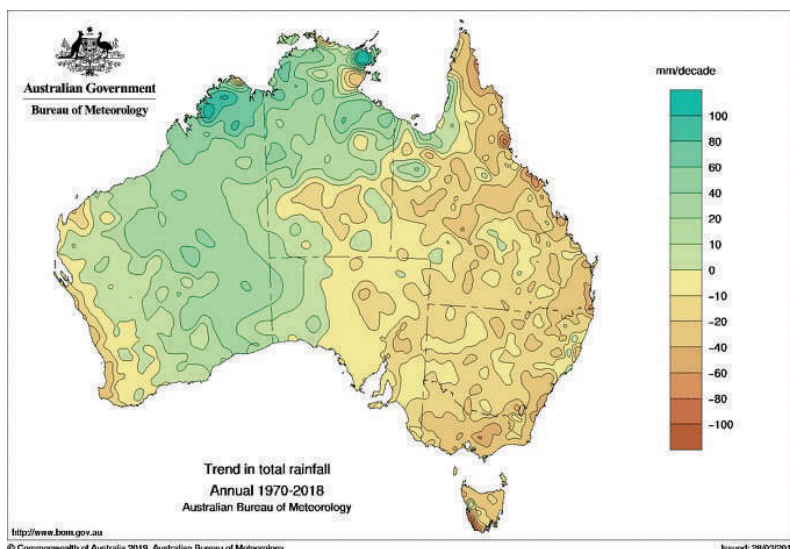 Australian Government
Bureau of Meteorology
mm/decade
100
80
60
40
20
10
0
-10
-20
-40
-60
-80
-100
Trend in total rainfall
Annual 1970-2018
Australian Bureau of Meteorology
http://www.bom.gov.au
© Commonwealth of Australia 2019, Australian Bureau of Meteorology
Issued: